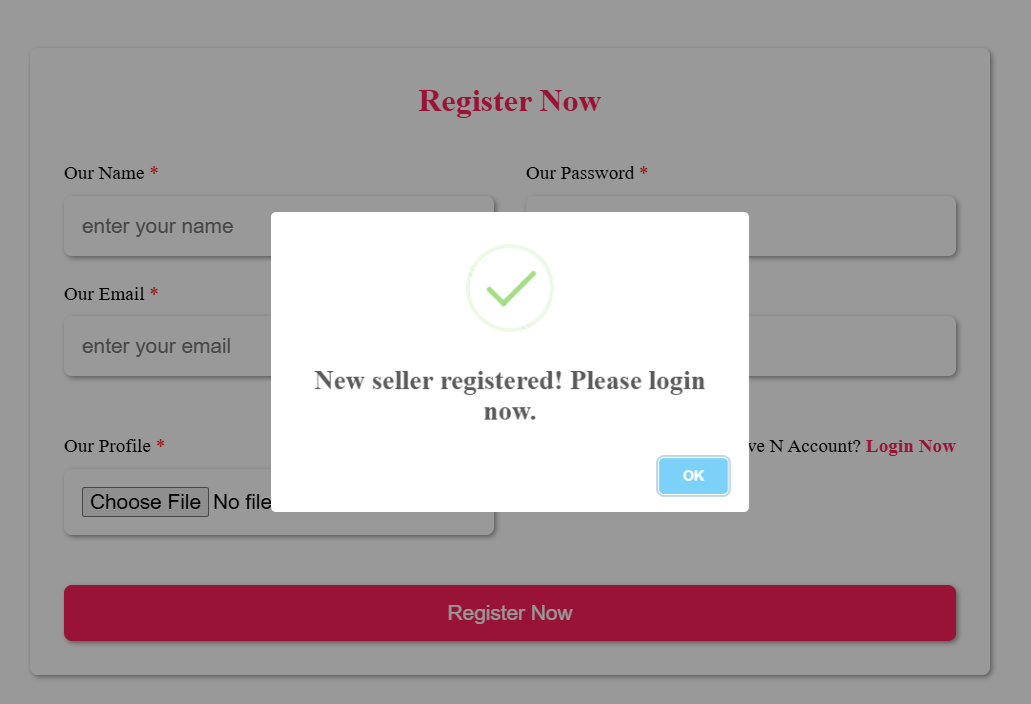 Register Now
Our Name *
Our Password *
enter your name
Our Email *
enter your email
New seller registered! Please login
now.
OK
Our Profile *
N Account? Login Now
Choose File No file
Register Now